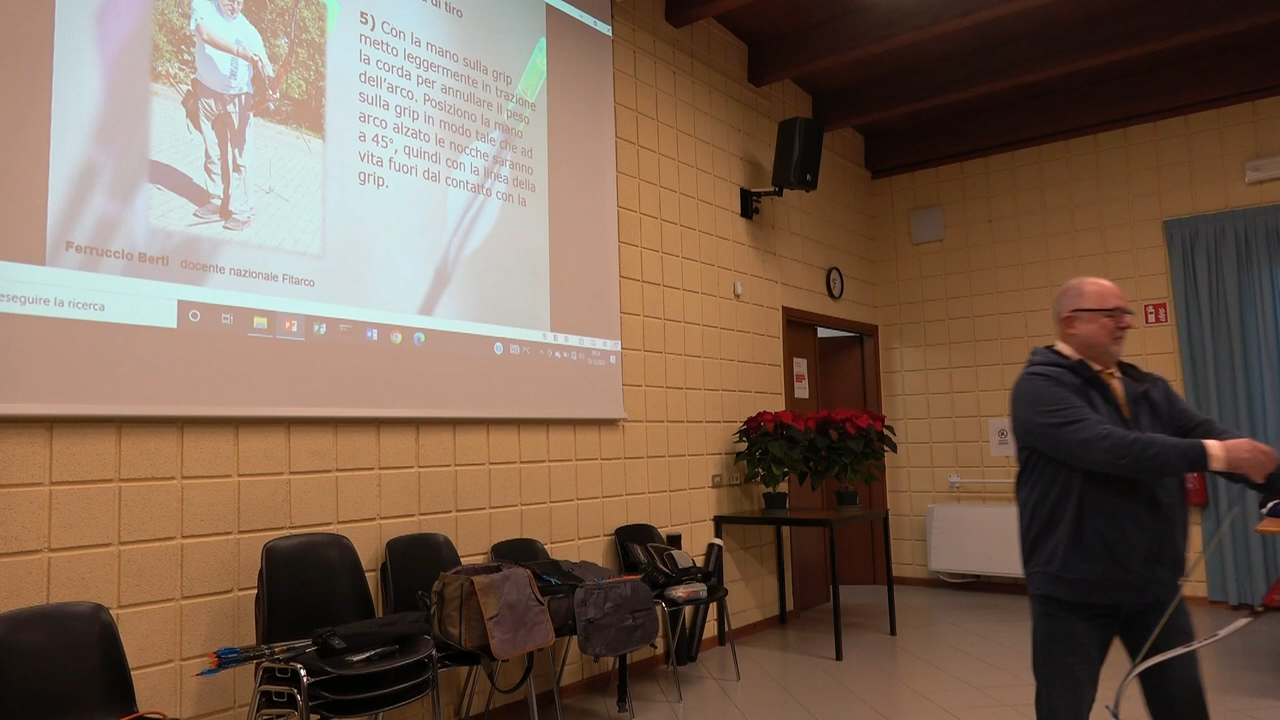 di tiro
5) Con la mano sulla grip
metto leggermente in trazione
la corda per annullare il peso
dell'arco. Posiziono la mano
sulla grip in modo tale che ad
arco alzato le nocche saranno
a 45°, quindi con la linea della
vita fuori dal contatto con la
grip.
Ferruccio Berti docente nazionale Fitarco
eseguire la ricerca